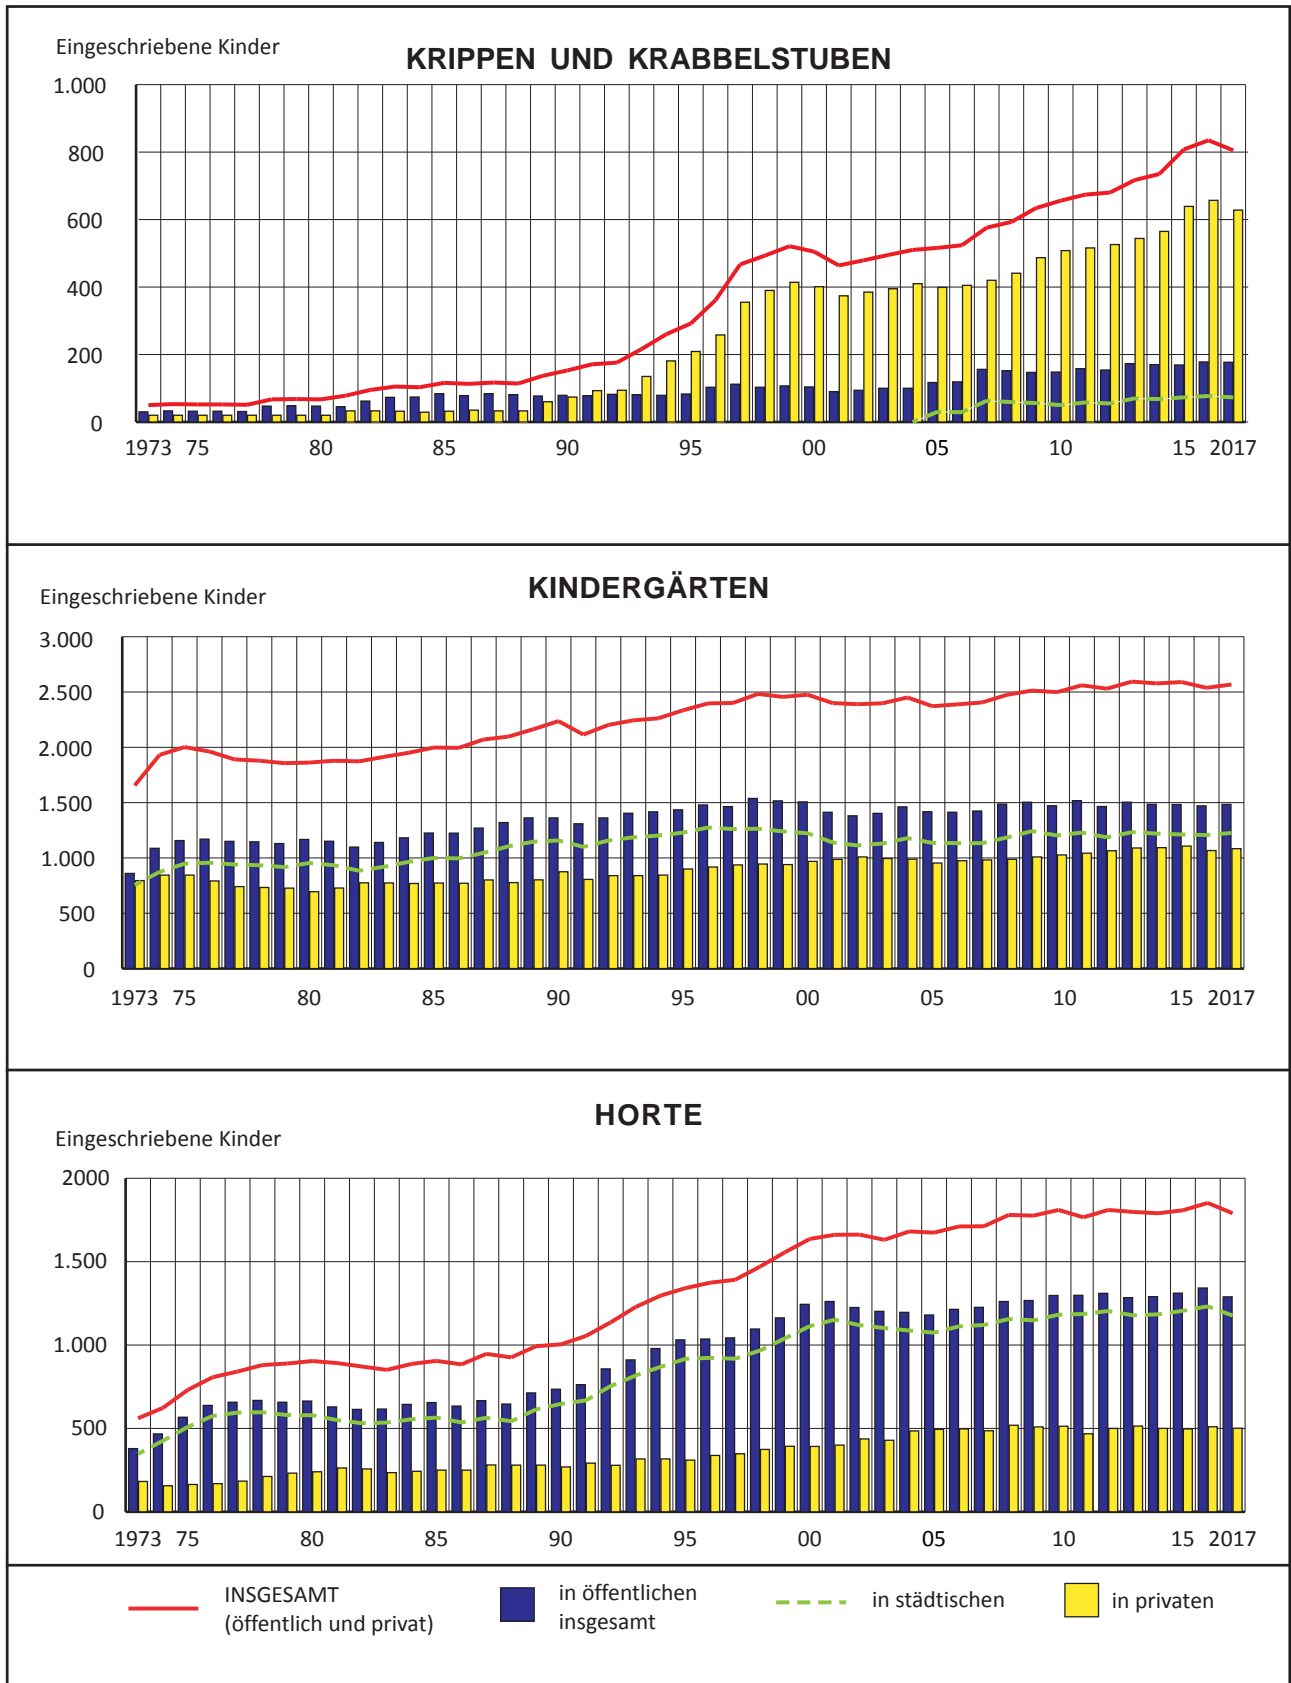 Eingeschriebene Kinder
KRIPPEN UND KRABBELSTUBEN
1.000
800
600
400
200
0
1973 75 80 85 90 95 00 05 10 15 2017
KINDERGÄRTEN
Eingeschriebene Kinder
3.000
2.500
2.000
1.500
1.000
500
0
1973 75 80 85 90 95 00 05 10 15 2017
HORTE
Eingeschriebene Kinder
2000
1.500
1.000
500
0
1973 75 80 85 90 95 00 05 10 15 2017
INSGESAMT
(öffentlich und privat)
in öffentlichen
insgesamt
in städtischen
in privaten